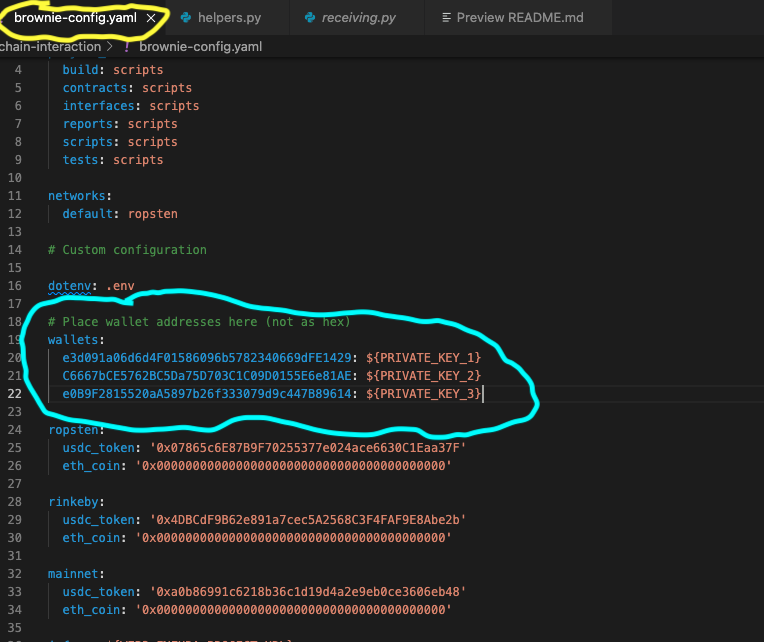 brownie-config.yaml × helpers.py receiving.py Preview README.md
chain-interaction > ! brownie-config.yaml
4 build: scripts
5 contracts: scripts
6 interfaces: scripts
7 reports: scripts
8 scripts: scripts
9 tests: scripts
10
11 networks:
12 default: ropsten
13
14 # Custom configuration
15
16 dotenv: .env
17
18 # Place wallet addresses here (not as hex)
19 wallets:
20 e3d091a06d6d4F01586096b5782340669dFE1429: ${PRIVATE_KEY_1}
21 C6667bCE5762BC5Da75D703C1C09D0155E6e81AE: ${PRIVATE_KEY_2}
22 e0B9F2815520aA5897b26f333079d9c447B89614: ${PRIVATE_KEY_3}
23
24 ropsten:
25 usdc_token: '0x07865c6E87B9F70255377e024ace6630C1Eaa37F'
26 eth_coin: '0x0000000000000000000000000000000000000000'
27
28 rinkeby:
29 usdc_token: '0x4DBCdF9B62e891a7cec5A2568C3F4FAF9E8Abe2b'
30 eth_coin: '0x0000000000000000000000000000000000000000'
31
32 mainnet:
33 usdc_token: '0xa0b86991c6218b36c1d19d4a2e9eb0ce3606eb48'
34 eth_coin: '0x0000000000000000000000000000000000000000'
35